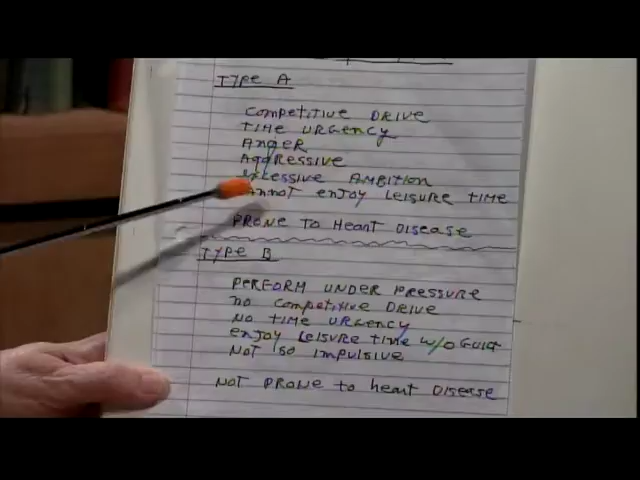 TYPE A
COMPETITIVE DRIVE
TIME URGENCY
ANGER
AGGRESSIVE
EXCESSIVE AMBITION
CANNOT ENJOY LEISURE TIME
PRONE TO HEART DISEASE
TYPE B
PERFORM UNDER PRESSURE
NO COMPETITIVE DRIVE
NO TIME URGENCY
ENJOY LEISURE TIME W/O GUILT
NOT SO IMPULSIVE
NOT PRONE TO HEART DISEASE